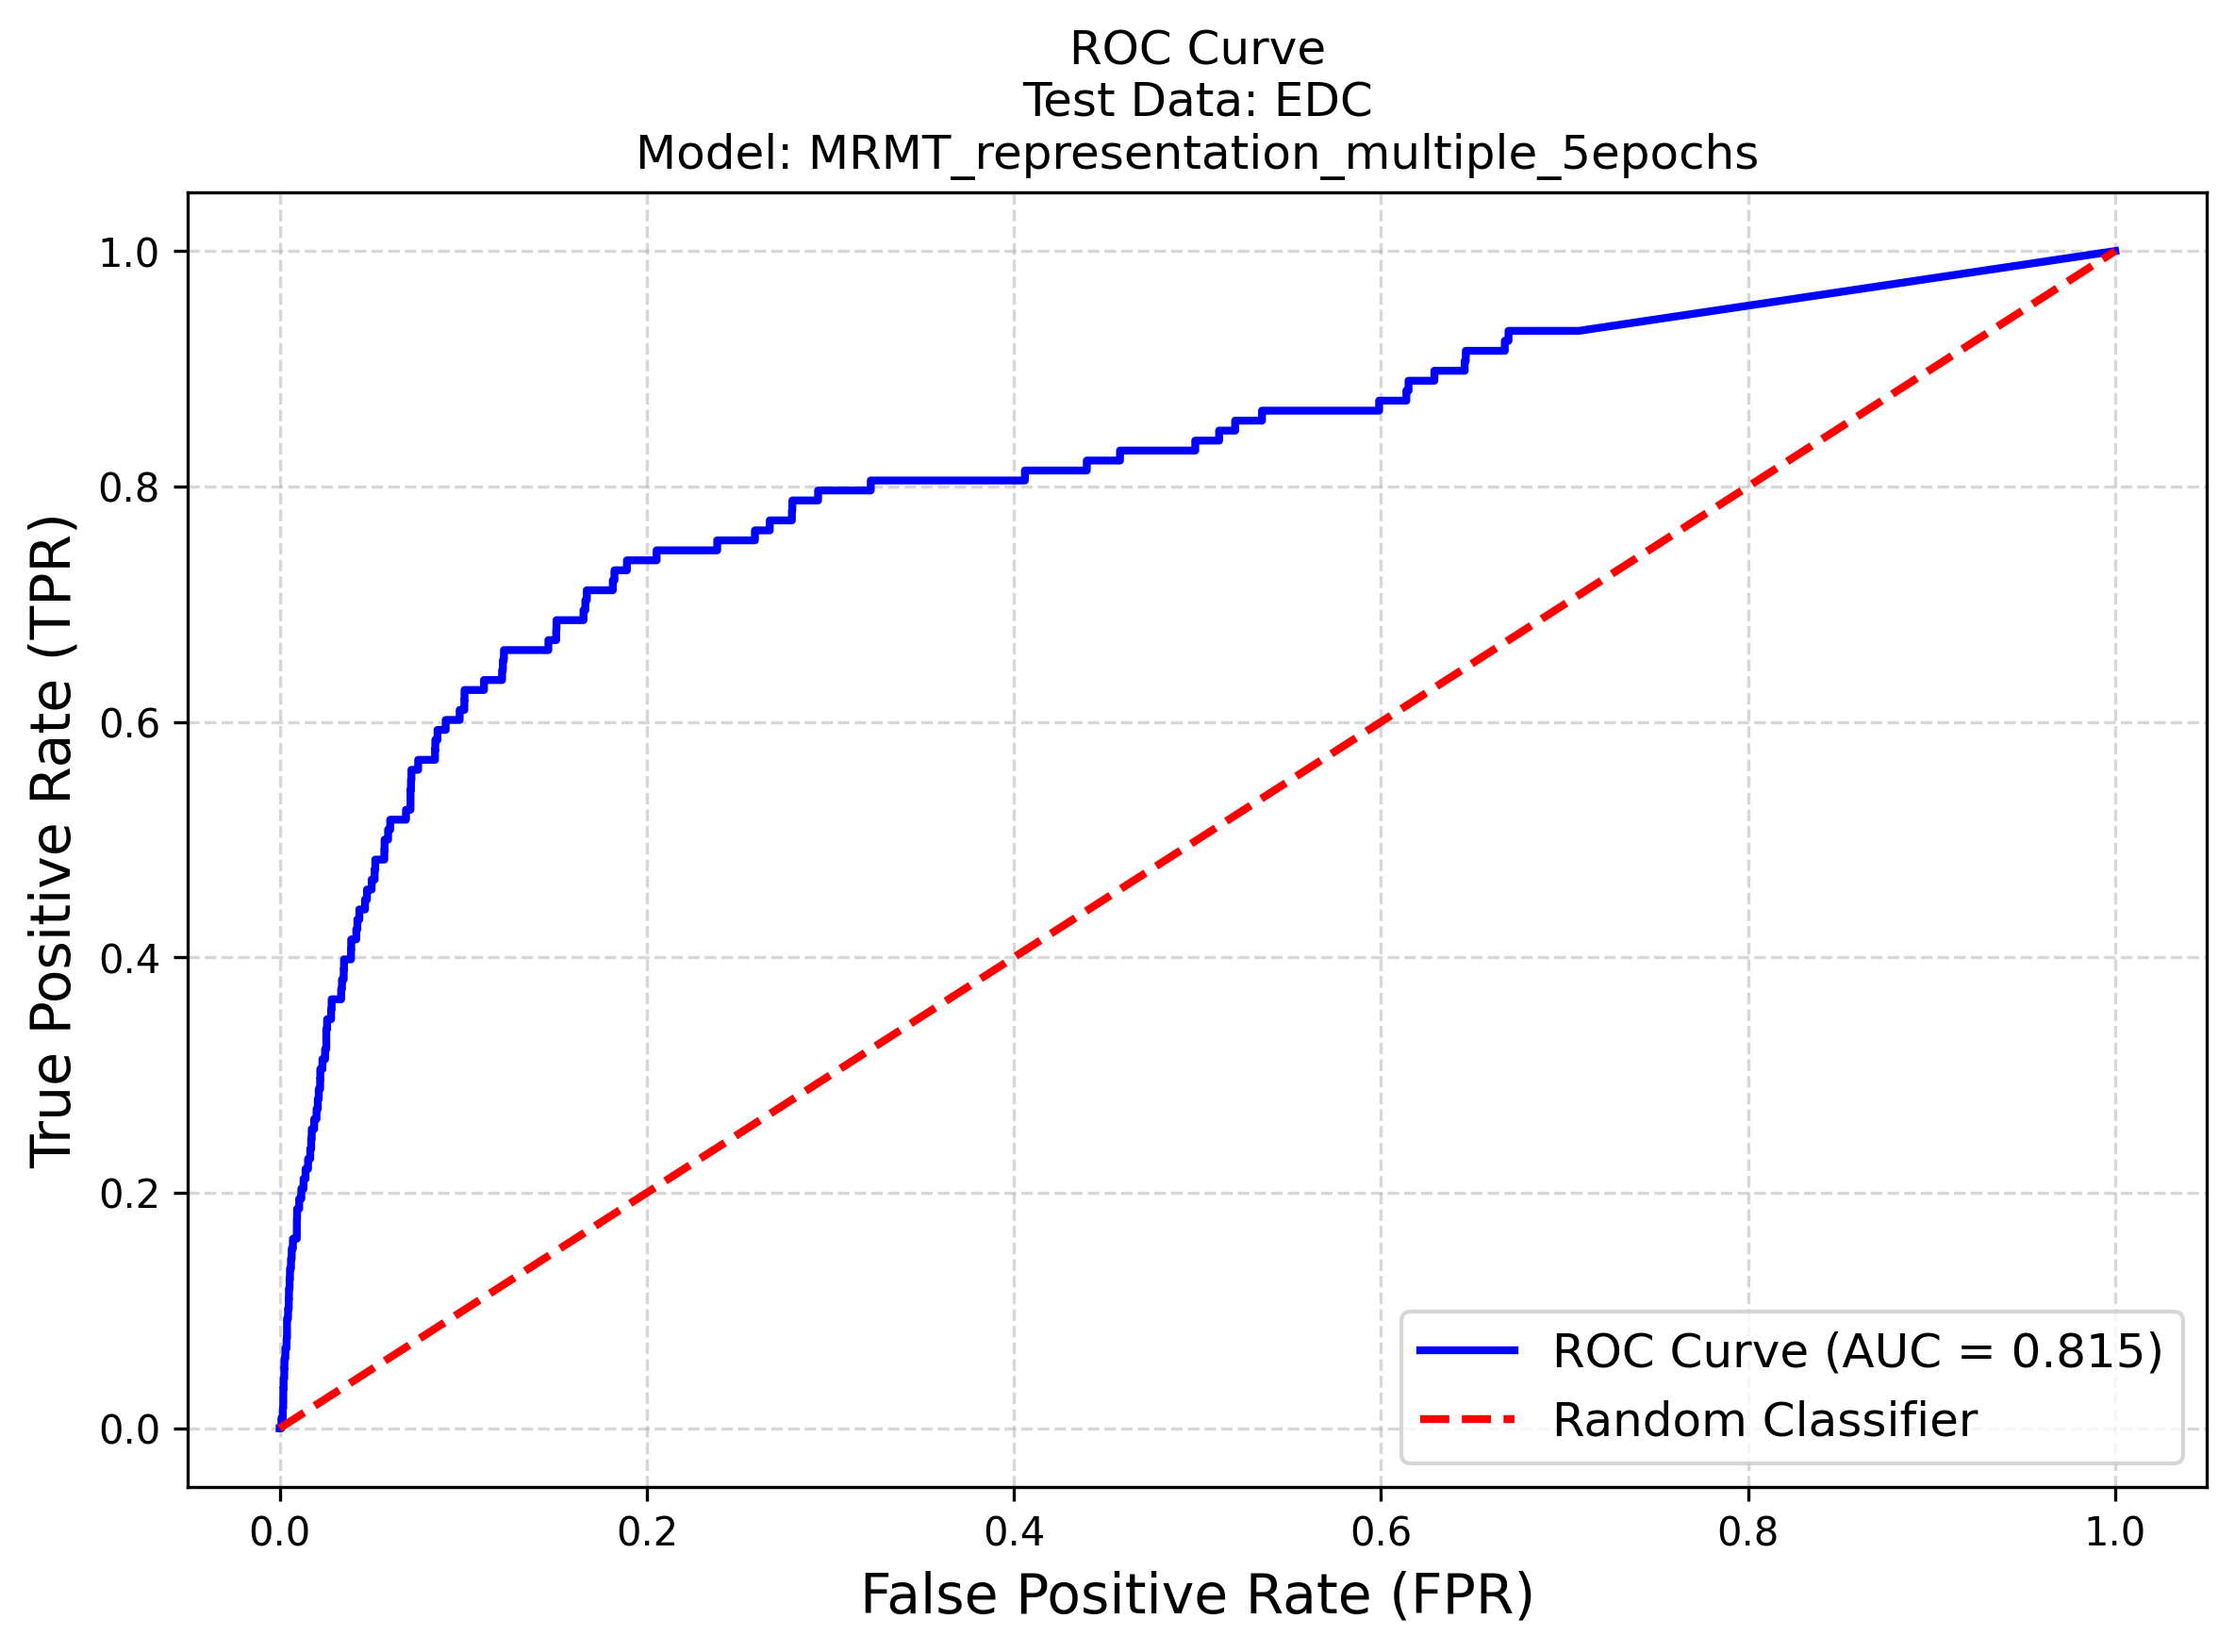 ROC Curve
Test Data: EDC
Model: MRMT_representation_multiple_5epochs
True Positive Rate (TPR)
1.0
0.8
0.6
0.4
0.2
0.0
ROC Curve (AUC = 0.815)
Random Classifier
0.0 0.2 0.4 0.6 0.8 1.0
False Positive Rate (FPR)